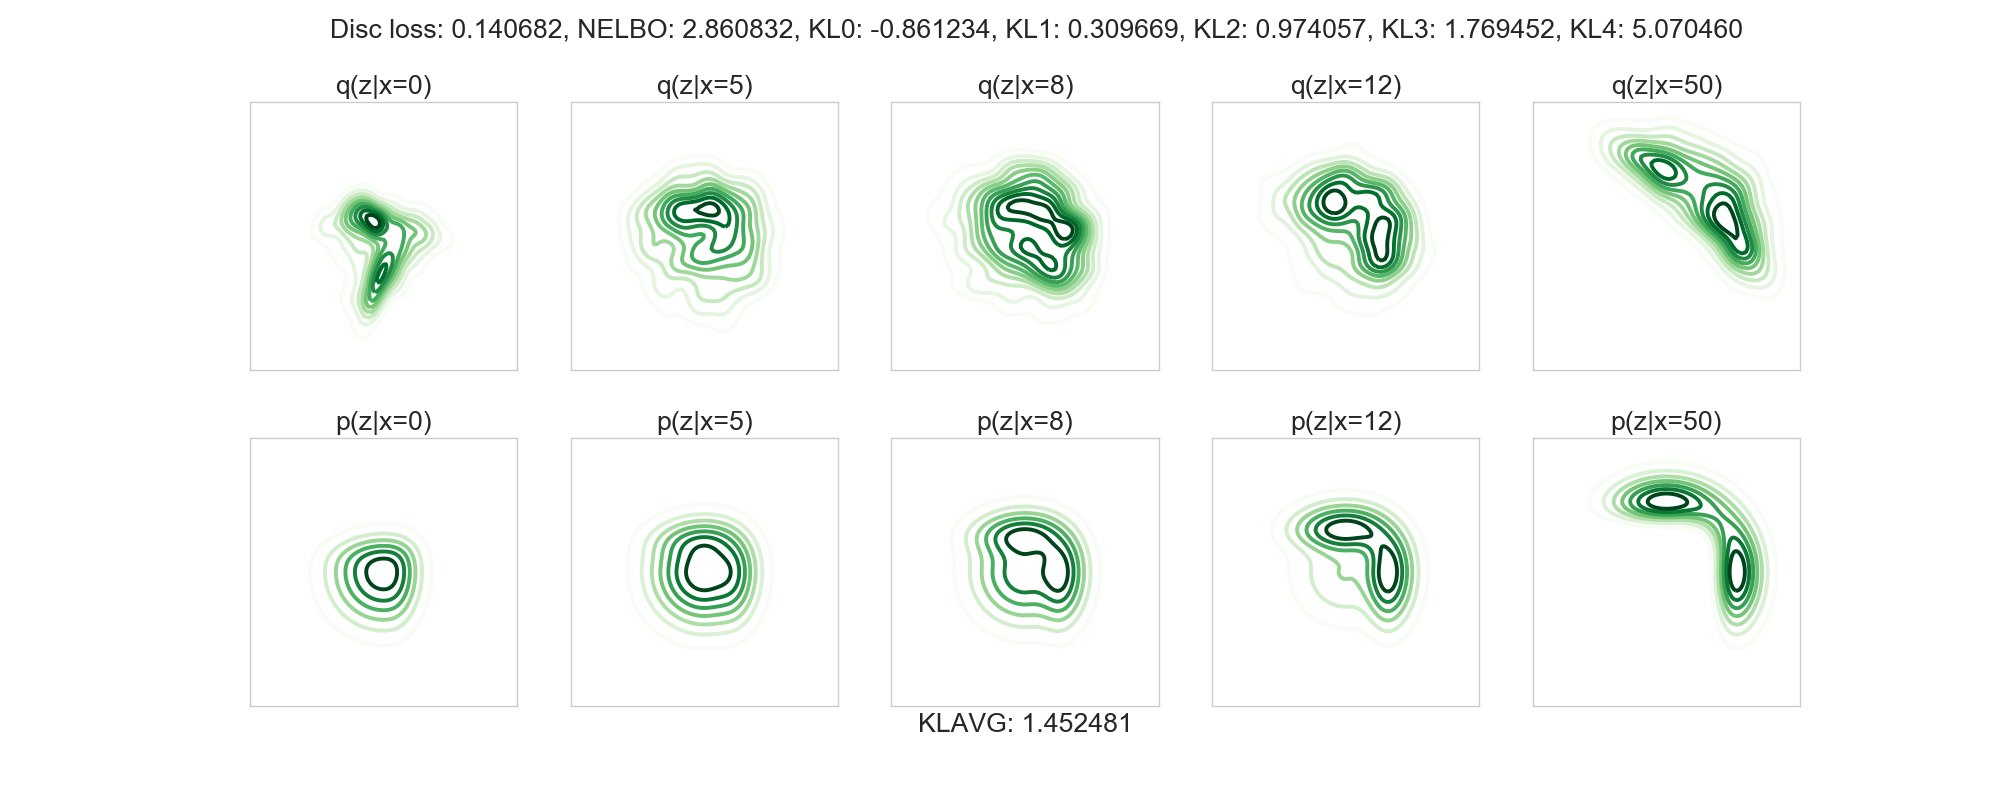 Disc loss: 0.140682, NELBO: 2.860832, KL0: -0.861234, KL1: 0.309669, KL2: 0.974057, KL3: 1.769452, KL4: 5.070460
q(z|x=0) q(z|x=5) q(z|x=8) q(z|x=12) q(z|x=50)
p(z|x=0) p(z|x=5) p(z|x=8) p(z|x=12) p(z|x=50)
KLAVG: 1.452481